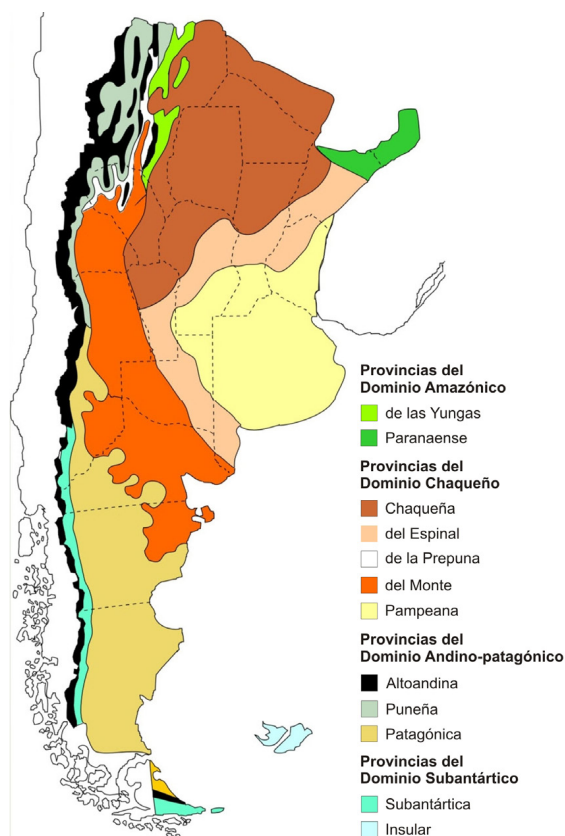 Provincias del
Dominio Amazónico
de las Yungas
Paranaense
Provincias del
Dominio Chaqueño
Chaqueña
del Espinal
de la Prepuna
del Monte
Pampeana
Provincias del
Dominio Andino-patagónico
Altoandina
Puneña
Patagónica
Provincias del
Dominio Subantártico
Subantártica
Insular